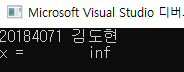 Microsoft Visual Studio 디버.
20184071 김도현
x =        inf